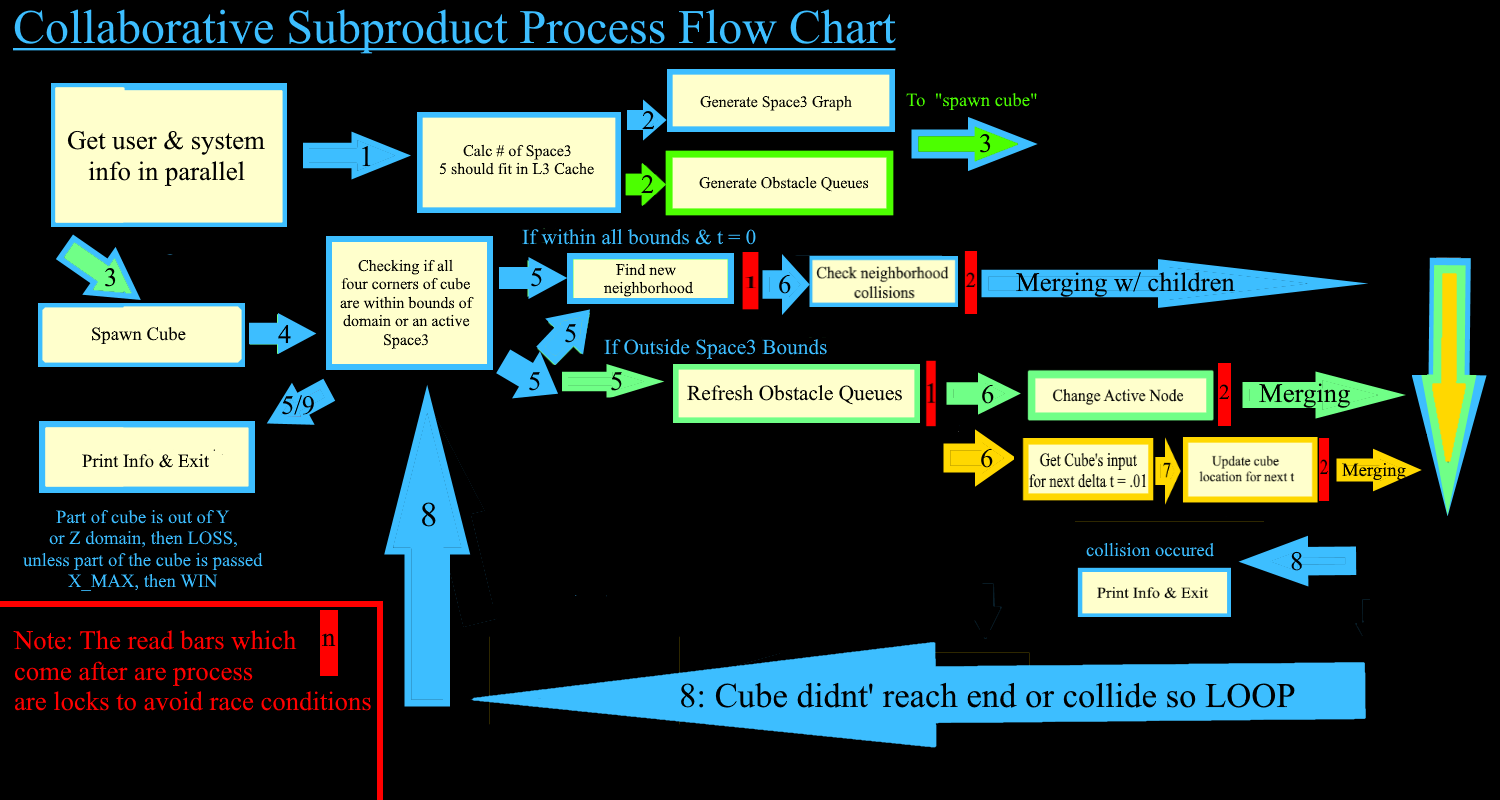 Collaborative Subproduct Process Flow Chart
Get user & system
info in parallel
1
Calc # of Space3
5 should fit in L3 Cache
2
Generate Space3 Graph
2
Generate Obstacle Queues
To "spawn cube"
3
3
Spawn Cube
4
Checking if all
four corners of cube
are within bounds of
domain or an active
Space3
If within all bounds & t = 0
5
Find new
neighborhood
1
6
Check neighborhood
collisions
2
Merging w/ children
5
5
If Outside Space3 Bounds
5
Refresh Obstacle Queues
1
6
Change Active Node
2
Merging
6
Get Cube's input
for next delta t = .01
7
Update cube
location for next t
2
Merging
5/9
Print Info & Exit
Part of cube is out of Y
or Z domain, then LOSS,
unless part of the cube is passed
X_MAX, then WIN
8
collision occured
8
Print Info & Exit
8: Cube didnt' reach end or collide so LOOP
Note: The read bars which
n
come after are process
are locks to avoid race conditions